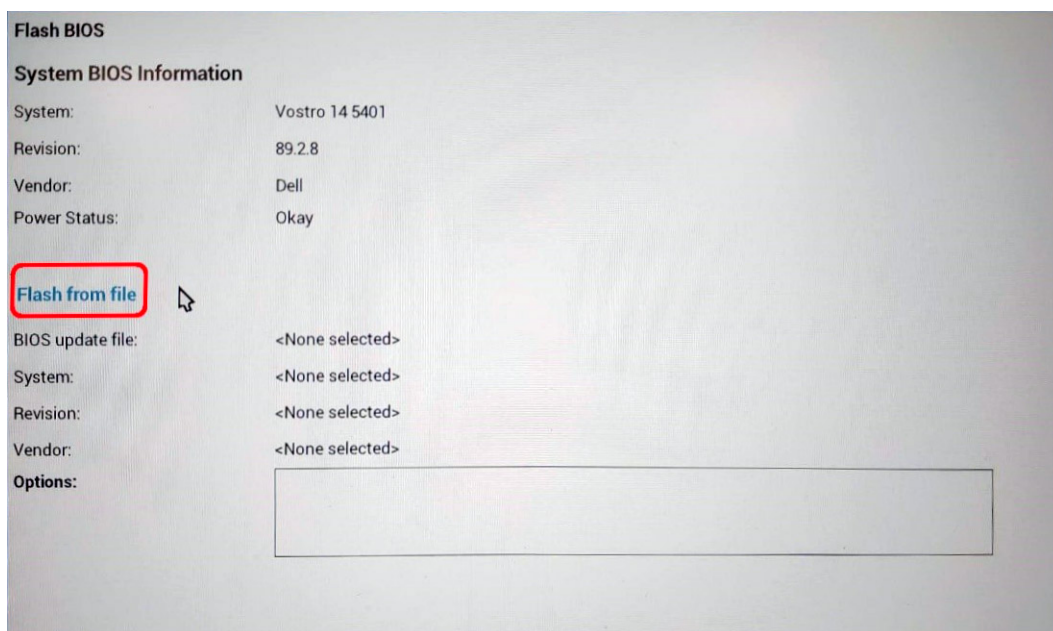 Flash BIOS
System BIOS Information
System: Vostro 14 5401
Revision: 89.2.8
Vendor: Dell
Power Status: Okay
Flash from file
BIOS update file: <None selected>
System: <None selected>
Revision: <None selected>
Vendor: <None selected>
Options: